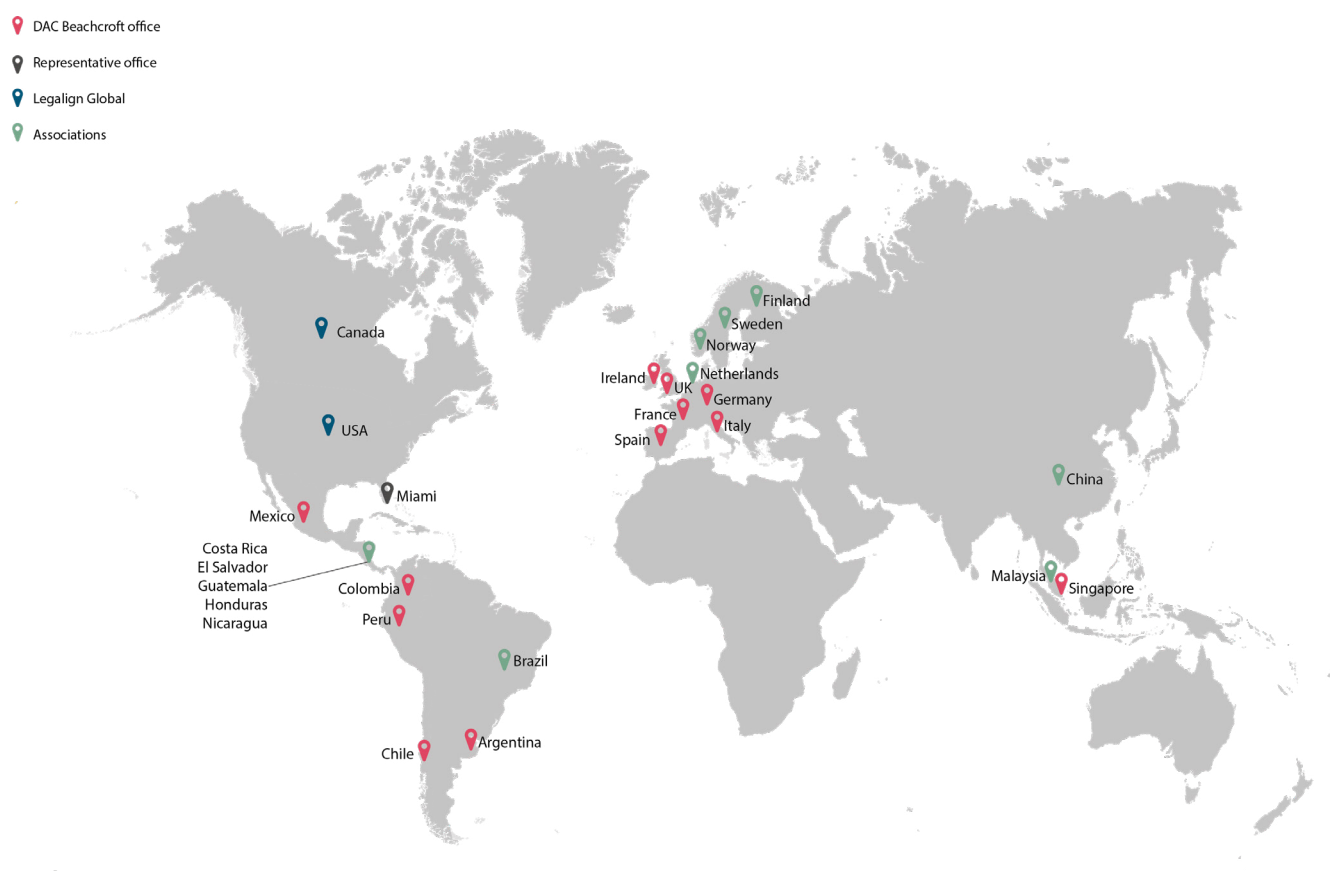 DAC Beachcroft office
Representative office
Legalign Global
Associations
Finland
Sweden
Canada
Norway
Netherlands
Ireland
UK
Germany
France
Italy
USA
Spain
China
Miami
Mexico
Costa Rica
El Salvador
Guatemala
Honduras
Nicaragua
Malaysia
Colombia
Singapore
Peru
Brazil
Argentina
Chile